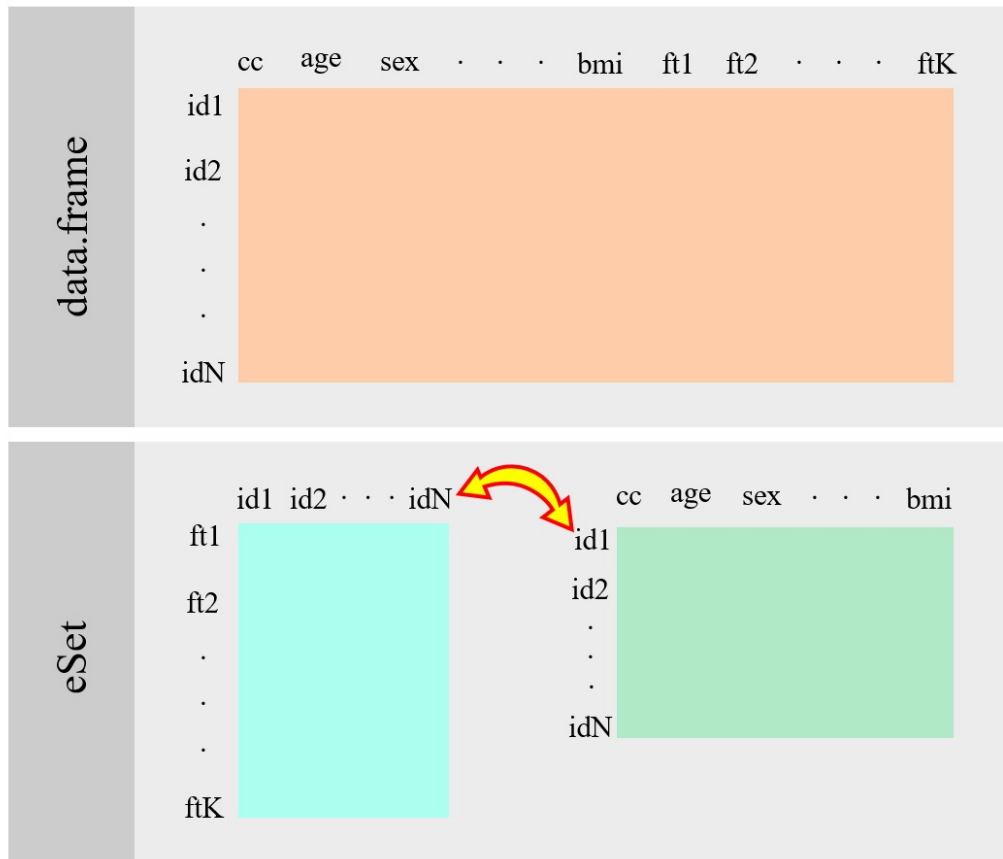 data.frame
cc age sex · · · bmi ft1 ft2 · · · ftK
id1
id2
·
·
·
idN
eSet
id1 id2 · · · idN
ft1
ft2
·
·
·
ftK
cc age sex · · · bmi
id1
id2
·
·
·
idN